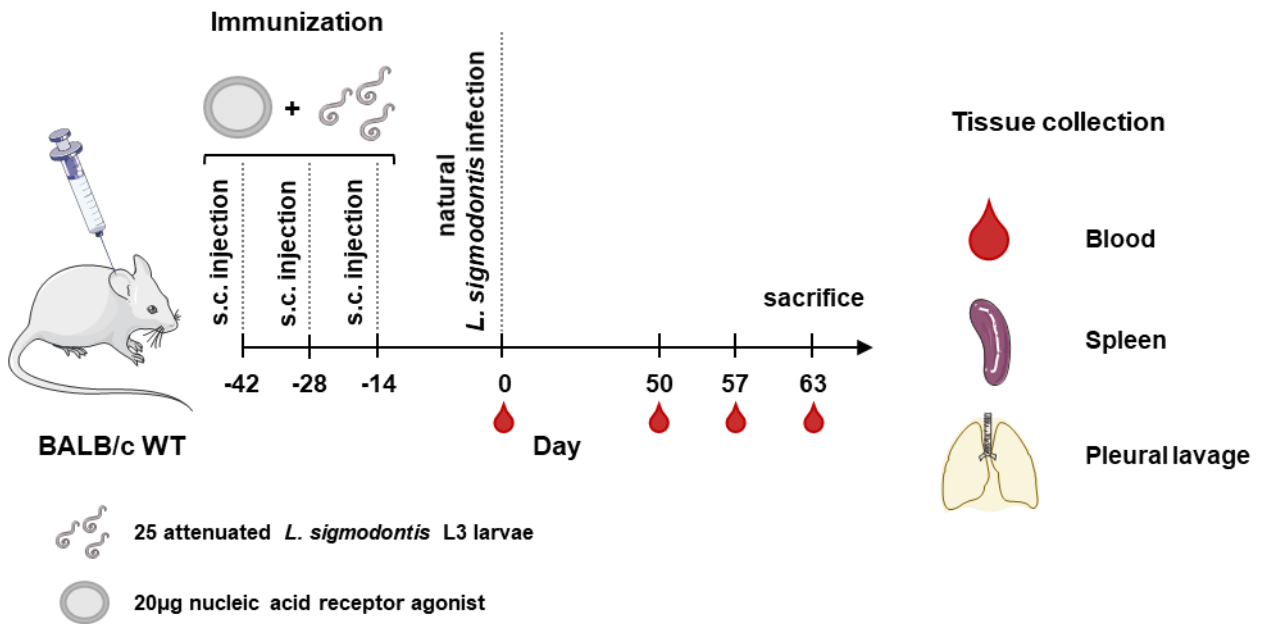 Immunization
+
s.c. injection
s.c. injection
s.c. injection
natural
L. sigmodontis infection
sacrifice
-42
-28
-14
0
50
57
63
Day
BALB/c WT
25 attenuated L. sigmodontis L3 larvae
20µg nucleic acid receptor agonist
Tissue collection
Blood
Spleen
Pleural lavage